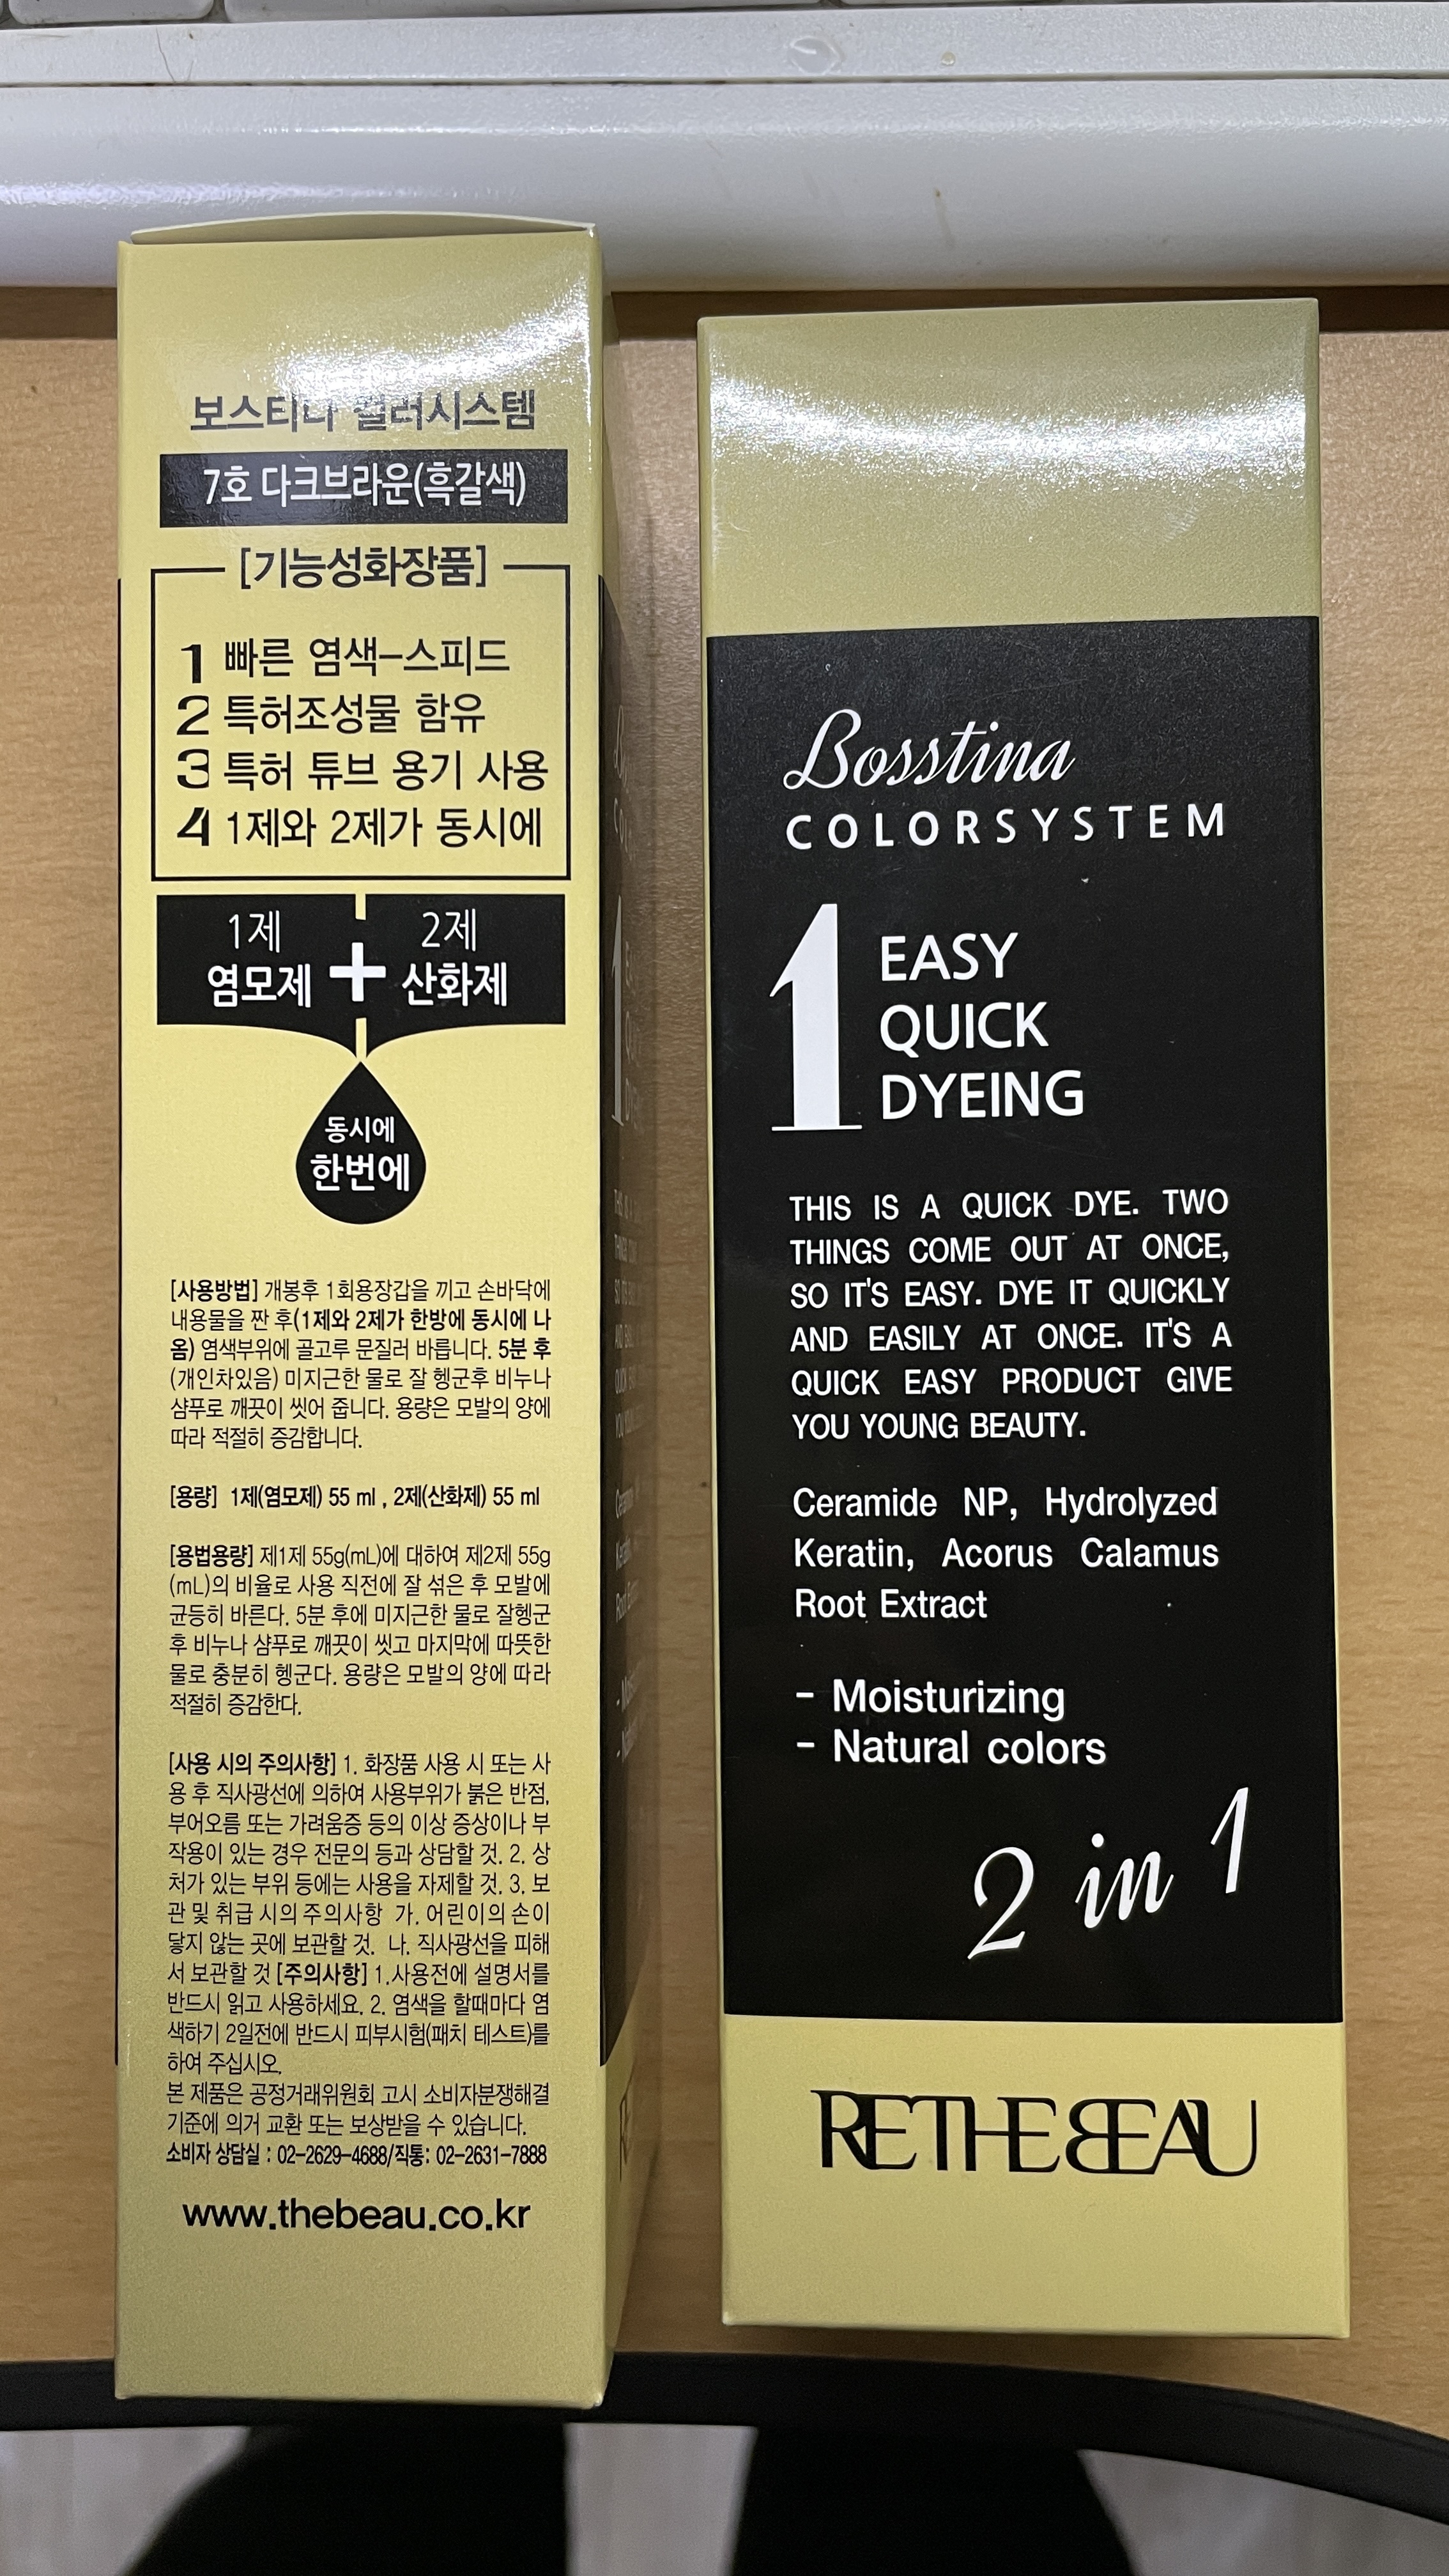 보스티나 컬러시스템
7호 다크브라운(흑갈색)
[기능성화장품]
1 빠른 염색-스피드
2 특허조성물 함유
3 특허 튜브 용기 사용
4 1제와 2제가 동시에
1제 염모제 + 2제 산화제
동시에
한번에
[사용방법] 개봉후 1회용장갑을 끼고 손바닥에
내용물을 짠 후(1제와 2제가 한방에 동시에 나
옴) 염색부위에 골고루 문질러 바릅니다. 5분 후
(개인차있음) 미지근한 물로 잘 헹군후 비누나
샴푸로 깨끗이 씻어 줍니다. 용량은 모발의 양에
따라 적절히 증감합니다.
[용량] 1제(염모제) 55 ml , 2제(산화제) 55 ml
[용법용량] 제1제 55g(mL)에 대하여 제2제 55g
(mL)의 비율로 사용 직전에 잘 섞은 후 모발에
균등히 바른다. 5분 후에 미지근한 물로 잘헹군
후 비누나 샴푸로 깨끗이 씻고 마지막에 따뜻한
물로 충분히 헹군다. 용량은 모발의 양에 따라
적절히 증감한다.
[사용 시의 주의사항] 1. 화장품 사용 시 또는 사
용 후 직사광선에 의하여 사용부위가 붉은 반점,
부어오름 또는 가려움증 등의 이상 증상이나 부
작용이 있는 경우 전문의 등과 상담할 것. 2. 상
처가 있는 부위 등에는 사용을 자제할 것. 3. 보
관 및 취급 시의 주의사항 가. 어린이의 손이
닿지 않는 곳에 보관할 것. 나. 직사광선을 피해
서 보관할 것 [주의사항] 1.사용전에 설명서를
반드시 읽고 사용하세요. 2. 염색을 할때마다 염
색하기 2일전에 반드시 피부시험(패치 테스트)를
하여 주십시오.
본 제품은 공정거래위원회 고시 소비자분쟁해결
기준에 의거 교환 또는 보상받을 수 있습니다.
소비자 상담실 : 02-2629-4688/직통: 02-2631-7888
www.thebeau.co.kr
Bosstina
COLORSYSTEM
1 EASY
QUICK
DYEING
THIS IS A QUICK DYE. TWO
THINGS COME OUT AT ONCE,
SO IT'S EASY. DYE IT QUICKLY
AND EASILY AT ONCE. IT'S A
QUICK EASY PRODUCT GIVE
YOU YOUNG BEAUTY.
Ceramide NP, Hydrolyzed
Keratin, Acorus Calamus
Root Extract
- Moisturizing
- Natural colors
2 in 1
RETHEBEAU